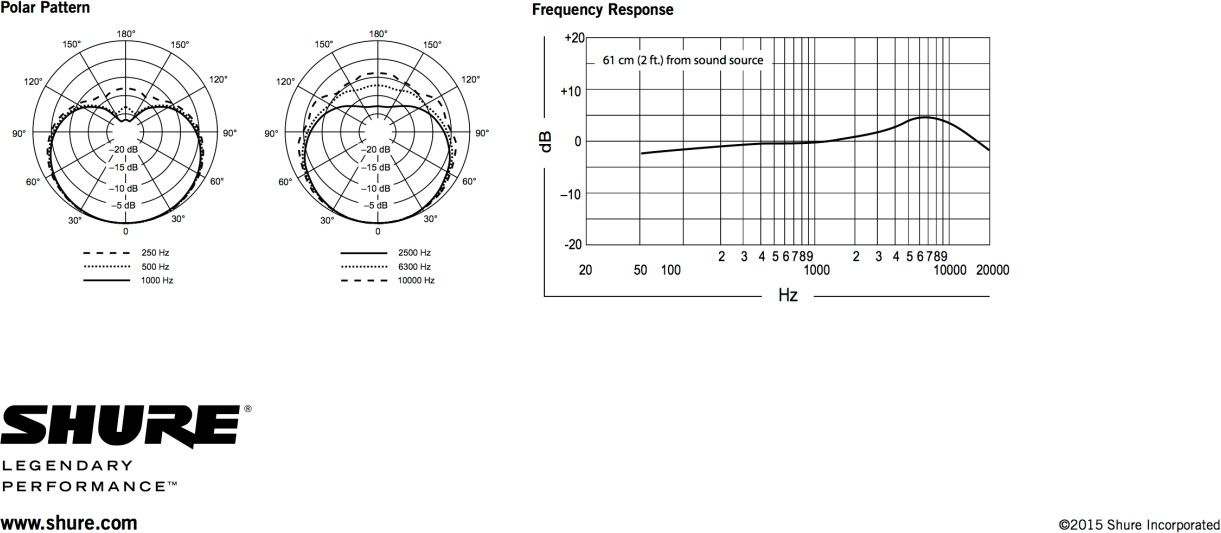 Polar Pattern
180°
150° 150°
120° 120°
90° 90°
60° 60°
30° 30°
0
–20 dB
–15 dB
–10 dB
–5 dB
250 Hz
500 Hz
1000 Hz
180°
150° 150°
120° 120°
90° 90°
60° 60°
30° 30°
0
–20 dB
–15 dB
–10 dB
–5 dB
2500 Hz
6300 Hz
10000 Hz
Frequency Response
61 cm (2 ft.) from sound source
dB
+20
+10
0
–10
-20
2 3 4 5 6 7 8 9 2 3 4 5 6 7 8 9
20 50 100 1000 10000 20000
Hz
SHURE®
LEGENDARY
PERFORMANCE™
www.shure.com
©2015 Shure Incorporated